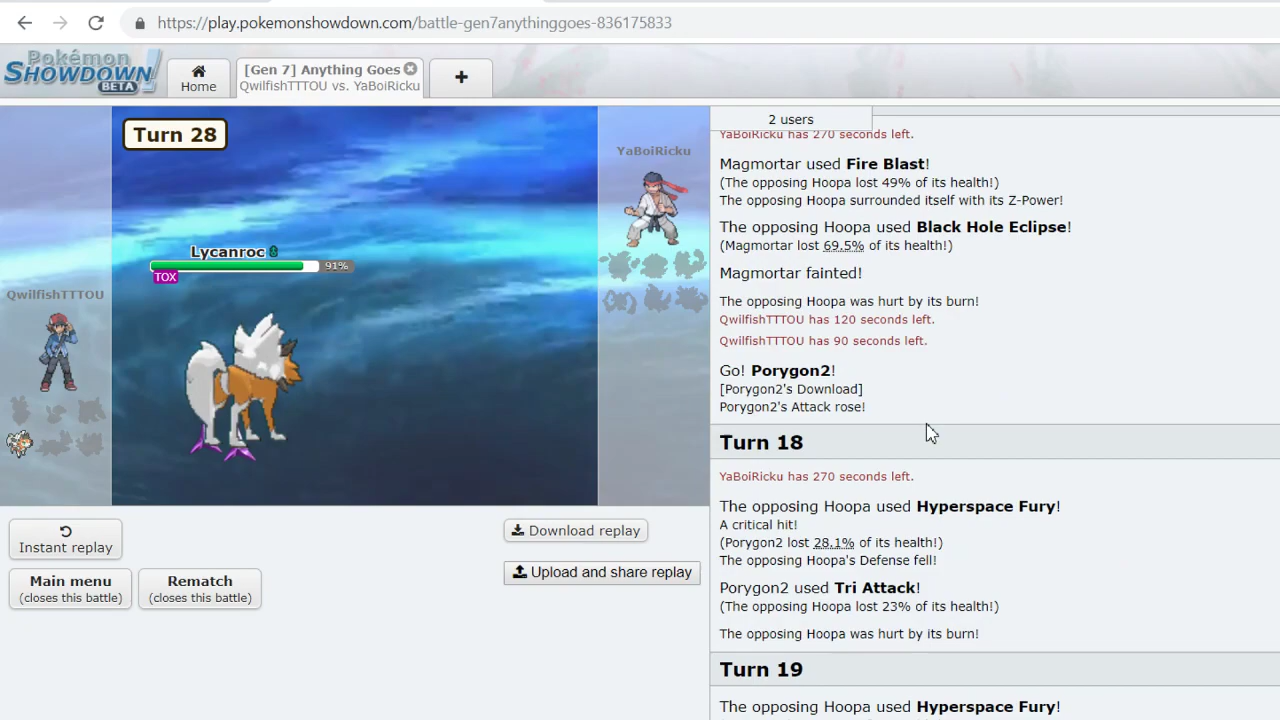 https://play.pokemonshowdown.com/battle-gen7anythinggoes-836175833
Pokémon
SHOWDOWN!
BETA
Home
[Gen 7] Anything Goes
QwilfishTTTOU vs. YaBoiRicku
+
Turn 28
QwilfishTTTOU
Lycanroc
91%
TOX
YaBoiRicku
Instant replay
Download replay
Upload and share replay
Main menu
(closes this battle)
Rematch
(closes this battle)
2 users
YaBoiRicku has 270 seconds left.
Magmortar used Fire Blast!
(The opposing Hoopa lost 49% of its health!)
The opposing Hoopa surrounded itself with its Z-Power!
The opposing Hoopa used Black Hole Eclipse!
(Magmortar lost 69.5% of its health!)
Magmortar fainted!
The opposing Hoopa was hurt by its burn!
QwilfishTTTOU has 120 seconds left.
QwilfishTTTOU has 90 seconds left.
Go! Porygon2!
[Porygon2's Download]
Porygon2's Attack rose!
Turn 18
YaBoiRicku has 270 seconds left.
The opposing Hoopa used Hyperspace Fury!
A critical hit!
(Porygon2 lost 28.1% of its health!)
The opposing Hoopa's Defense fell!
Porygon2 used Tri Attack!
(The opposing Hoopa lost 23% of its health!)
The opposing Hoopa was hurt by its burn!
Turn 19
The opposing Hoopa used Hyperspace Fury!